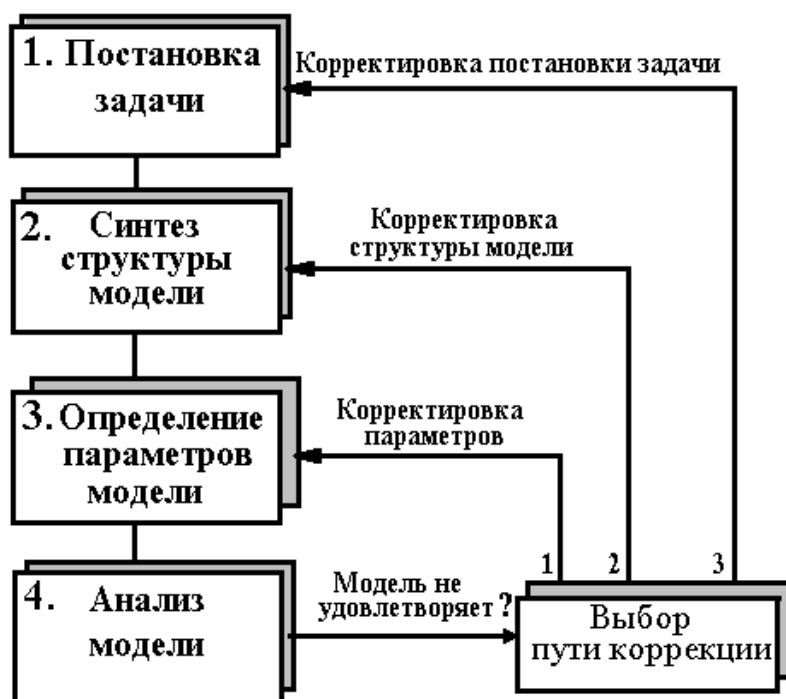 1. Постановка
задачи
Корректировка постановки задачи
2. Синтез
структуры
модели
Корректировка
структуры модели
3. Определение
параметров
модели
Корректировка
параметров
1 2 3
4. Анализ
модели
Модель не
удовлетворяет ?
Выбор
пути коррекции